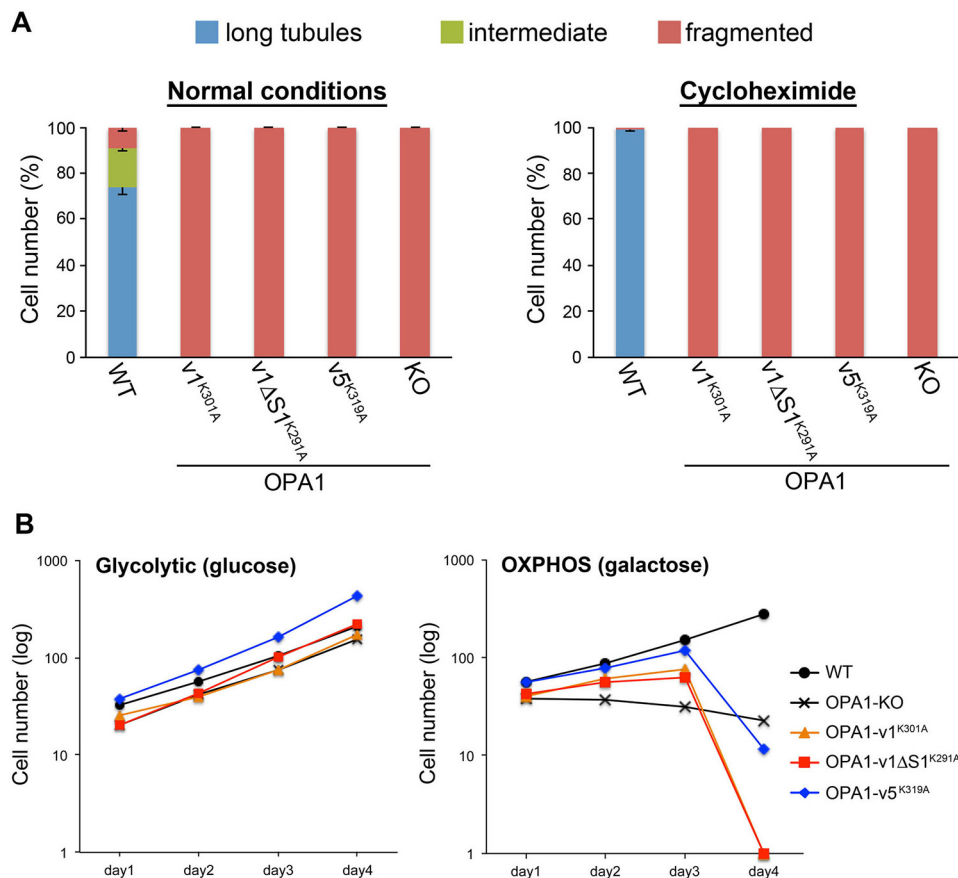 A
long tubules
intermediate
fragmented
Normal conditions
Cell number (%)
100
80
60
40
20
0
WT
v1K301A
v1ΔS1K291A
v5K319A
KO
OPA1
Cycloheximide
Cell number (%)
100
80
60
40
20
0
WT
v1K301A
v1ΔS1K291A
v5K319A
KO
OPA1
B
Glycolytic (glucose)
Cell number (log)
1000
100
10
1
day1 day2 day3 day4
OXPHOS (galactose)
Cell number (log)
1000
100
10
1
day1 day2 day3 day4
WT
OPA1-KO
OPA1-v1K301A
OPA1-v1ΔS1K291A
OPA1-v5K319A